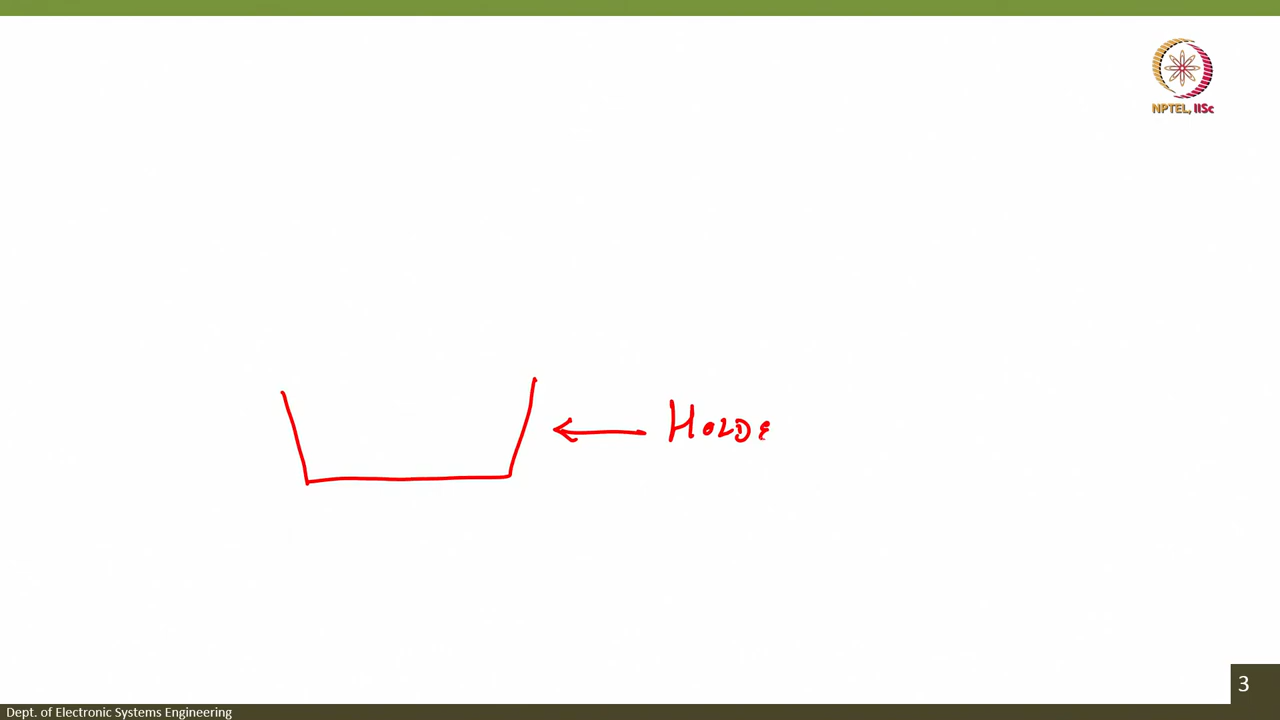 NPTEL, IISc
HOLDE
3
Dept. of Electronic Systems Engineering